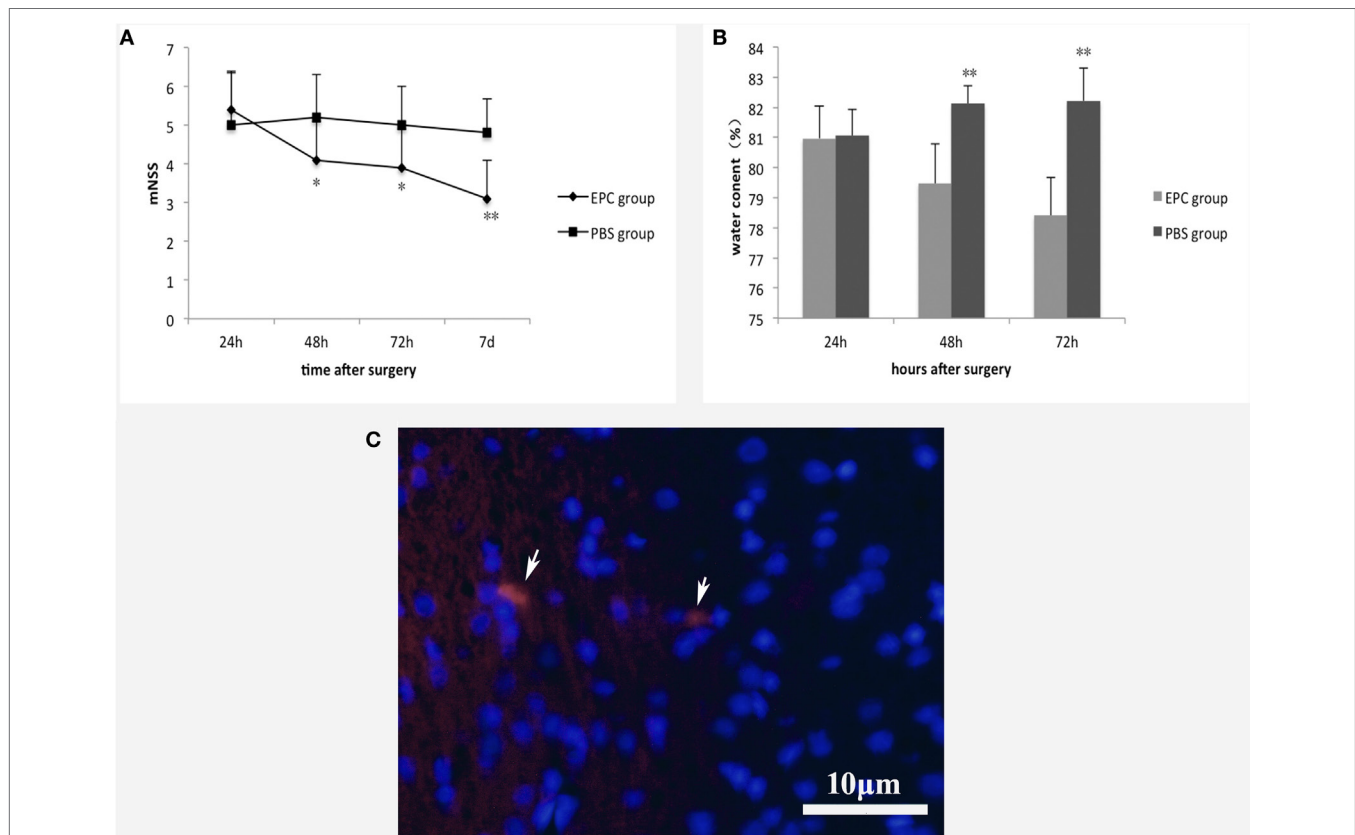 A
7
6
5
4
3
2
1
0
mNSS
*
*
**
24h 48h 72h 7d
time after surgery
EPC group
PBS group
B
84
83
82
81
80
79
78
77
76
75
water conent（%）
**
**
24h 48h 72h
hours after surgery
EPC group
PBS group
C
10μm